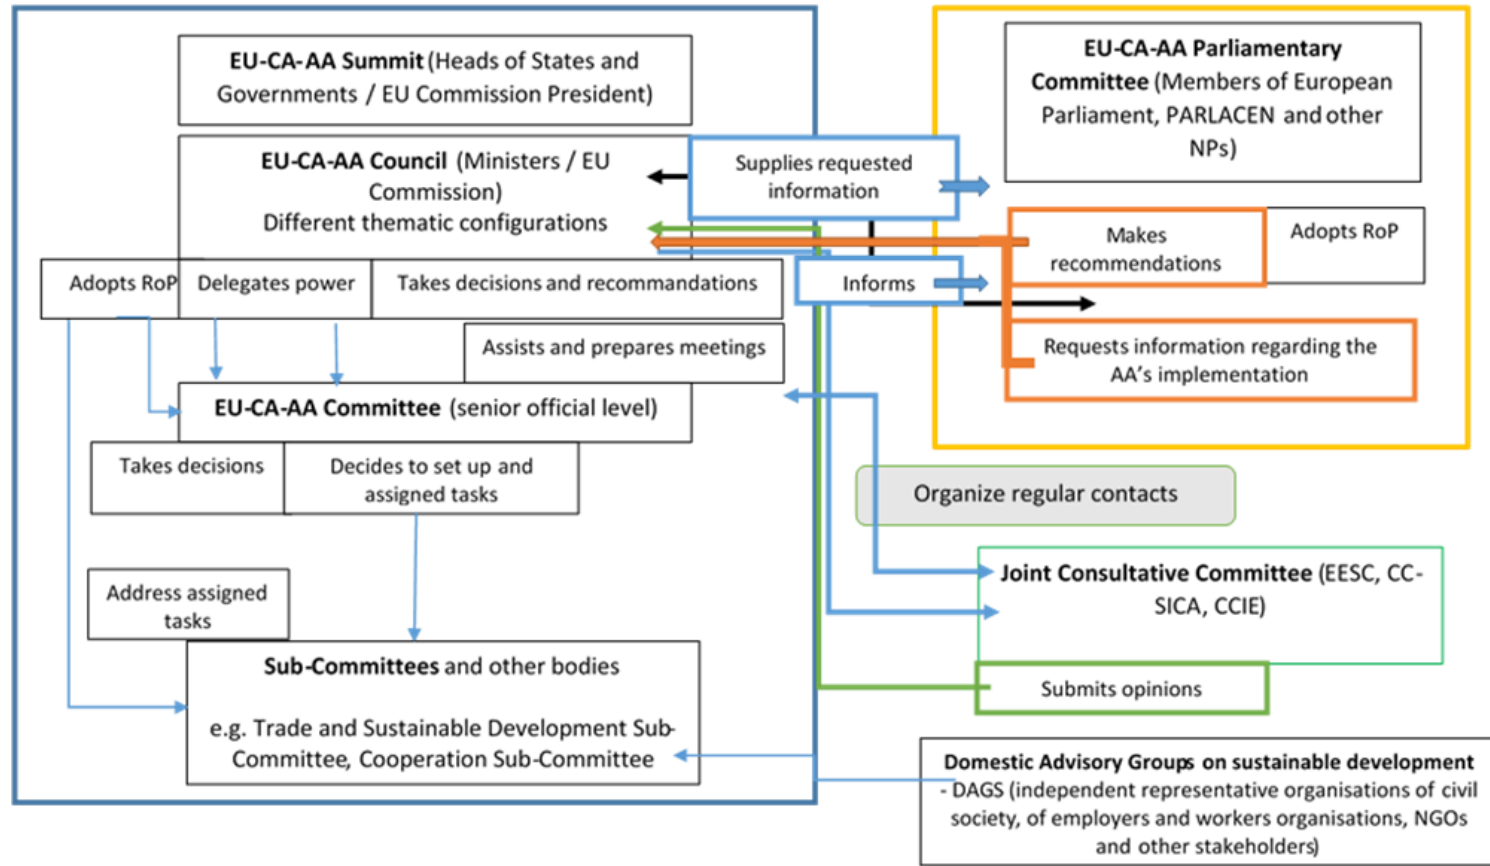 EU-CA-AA Summit (Heads of States and
Governments / EU Commission President)
EU-CA-AA Council (Ministers / EU
Commission)
Different thematic configurations
Adopts RoP
Delegates power
Takes decisions and recommandations
Assists and prepares meetings
EU-CA-AA Committee (senior official level)
Takes decisions
Decides to set up and
assigned tasks
Address assigned
tasks
Sub-Committees and other bodies
e.g. Trade and Sustainable Development Sub-
Committee, Cooperation Sub-Committee
Supplies requested
information
Informs
EU-CA-AA Parliamentary
Committee (Members of European
Parliament, PARLACEN and other
NPs)
Makes
recommendations
Adopts RoP
Requests information regarding the
AA's implementation
Organize regular contacts
Joint Consultative Committee (EESC, CC-
SICA, CCIE)
Submits opinions
Domestic Advisory Groups on sustainable development
- DAGS (independent representative organisations of civil
society, of employers and workers organisations, NGOs
and other stakeholders)